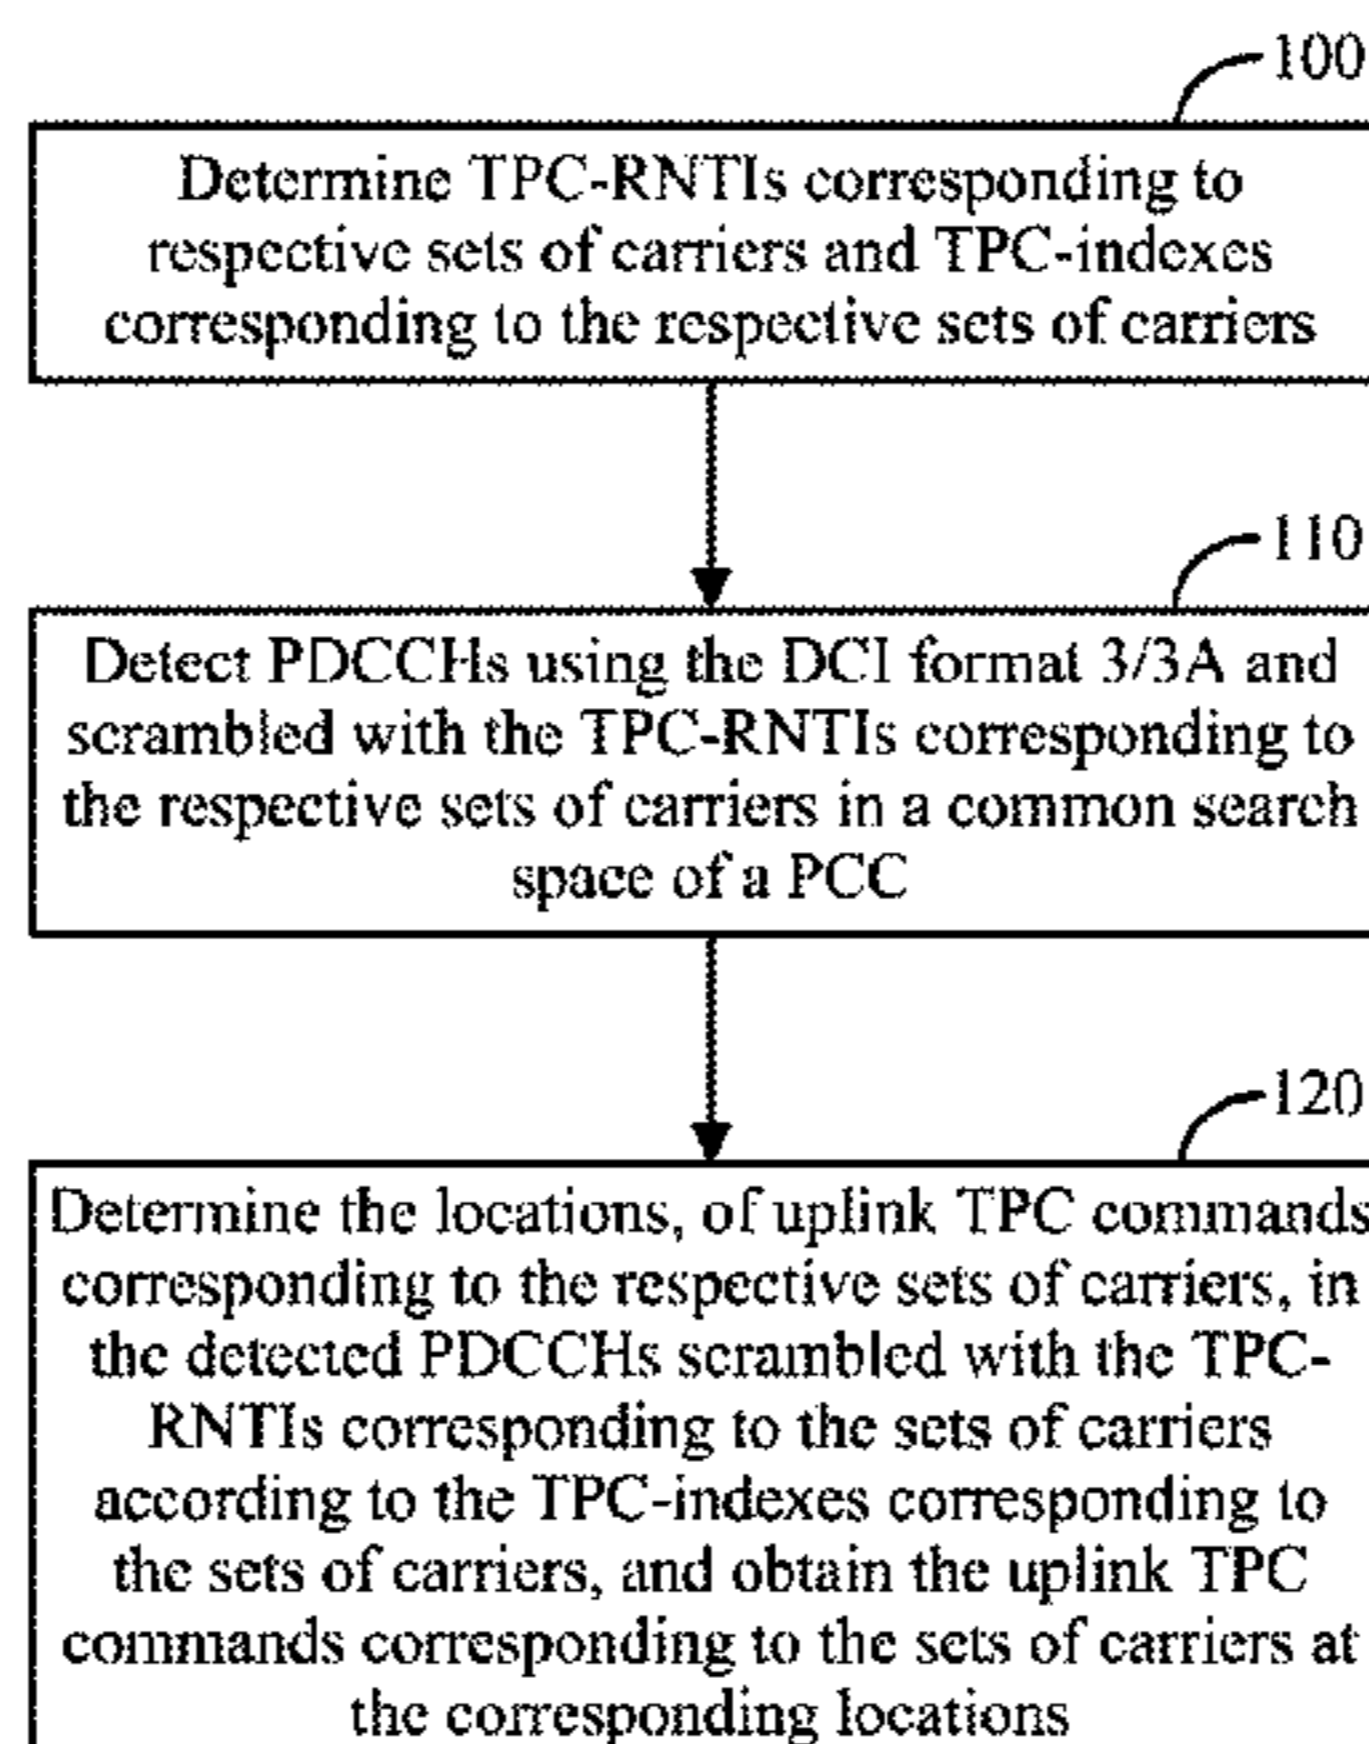 100
Determine TPC-RNTIs corresponding to
respective sets of carriers and TPC-indexes
corresponding to the respective sets of carriers
110
Detect PDCCHs using the DCI format 3/3A and
scrambled with the TPC-RNTIs corresponding to
the respective sets of carriers in a common search
space of a PCC
120
Determine the locations, of uplink TPC commands
corresponding to the respective sets of carriers, in
the detected PDCCHs scrambled with the TPC-
RNTIs corresponding to the sets of carriers
according to the TPC-indexes corresponding to
the sets of carriers, and obtain the uplink TPC
commands corresponding to the sets of carriers at
the corresponding locations